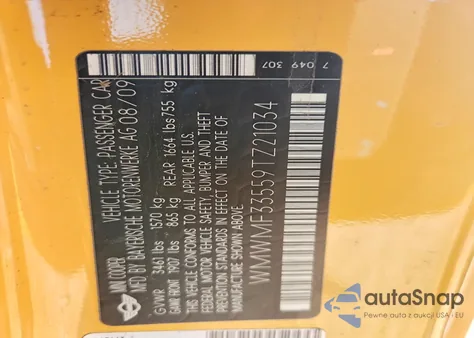 MINI COOPER
VEHICLE TYPE: PASSENGER CAR
MFD BY BAYERISCHE MOTORENWERKE AG 08/09
GVWR 3461 lbs 1570 kg
GAWR FRONT 1907 lbs 865 kg REAR 1664 lbs 755 kg
THIS VEHICLE CONFORMS TO ALL APPLICABLE U.S.
FEDERAL MOTOR VEHICLE SAFETY, BUMPER AND THEFT
PREVENTION STANDARDS IN EFFECT ON THE DATE OF
MANUFACTURE SHOWN ABOVE.
WMWMF33559TZ21034
7 049 307
autaSnap
Pewne auta z aukcji w USA